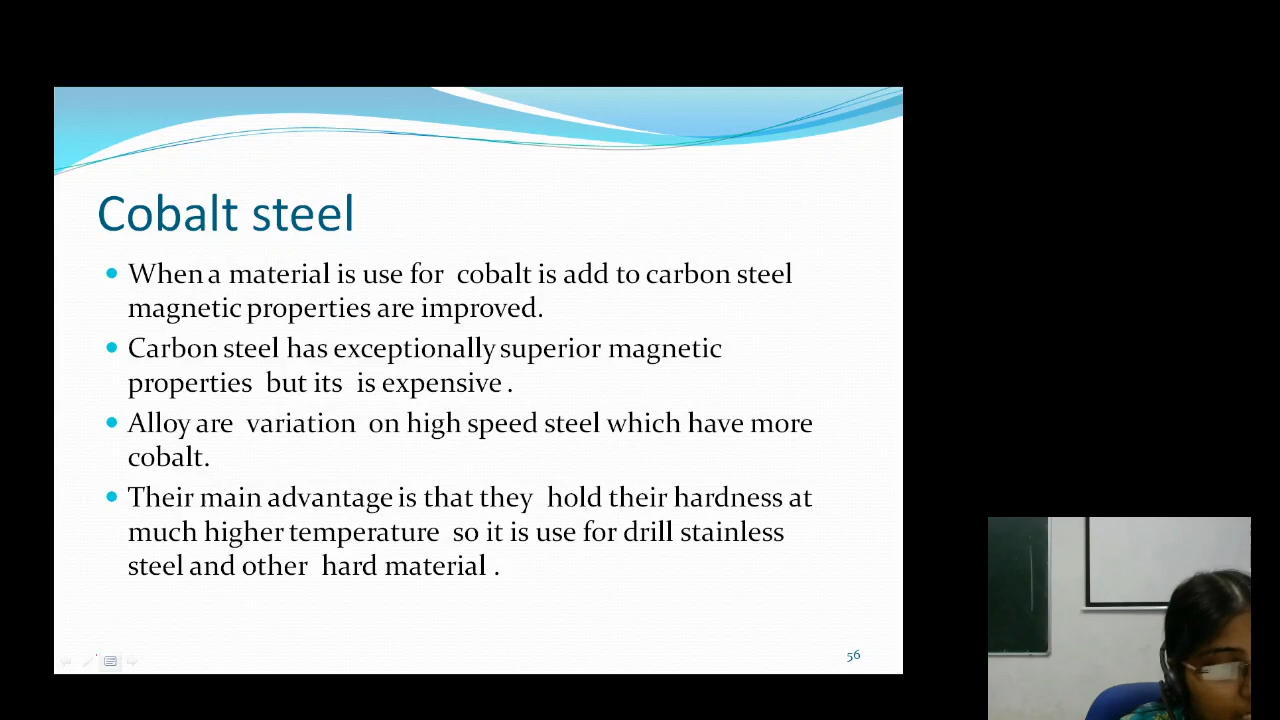 Cobalt steel
When a material is use for cobalt is add to carbon steel
magnetic properties are improved.
Carbon steel has exceptionally superior magnetic
properties but its is expensive .
Alloy are variation on high speed steel which have more
cobalt.
Their main advantage is that they hold their hardness at
much higher temperature so it is use for drill stainless
steel and other hard material .
56